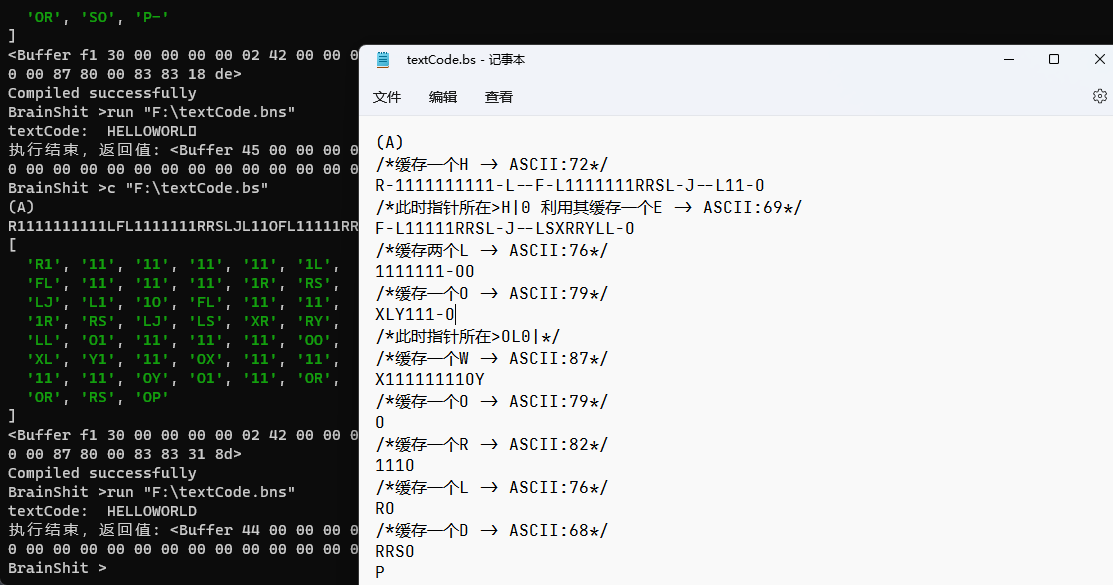 'OR', 'SO', 'P-'
]
<Buffer f1 30 00 00 00 00 02 42 00 00 0
0 00 87 80 00 83 83 18 de>
Compiled successfully
BrainShit >run "F:\textCode.bns"
textCode:  HELLOWORL▯
执行结束, 返回值: <Buffer 45 00 00 00 0
0 00 00 00 00 00 00 00 00 00 00 00 00 0
BrainShit >c "F:\textCode.bs"
(A)
R1111111111LFL1111111RRSLJL11OFL11111RR
[
'R1', '11', '11', '11', '11', '1L',
'FL', '11', '11', '11', '1R', 'RS',
'LJ', 'L1', '1O', 'FL', '11', '11',
'1R', 'RS', 'LJ', 'LS', 'XR', 'RY',
'LL', 'O1', '11', '11', '11', 'OO',
'XL', 'Y1', '11', 'OX', '11', '11',
'11', '11', 'OY', 'O1', '11', 'OR',
'OR', 'RS', 'OP'
]
<Buffer f1 30 00 00 00 00 02 42 00 00 0
0 00 87 80 00 83 83 31 8d>
Compiled successfully
BrainShit >run "F:\textCode.bns"
textCode:  HELLOWORLD
执行结束, 返回值: <Buffer 44 00 00 00 0
0 00 00 00 00 00 00 00 00 00 00 00 00 0
BrainShit >
textCode.bs - 记事本
文件 编辑 查看
(A)
/*缓存一个H -> ASCII:72*/
R-1111111111-L--F-L1111111RRSL-J--L11-O
/*此时指针所在>H|0 利用其缓存一个E -> ASCII:69*/
F-L11111RRSL-J--LSXRRYLL-O
/*缓存两个L -> ASCII:76*/
1111111-OO
/*缓存一个O -> ASCII:79*/
XLY111-O
/*此时指针所在>OL0|*/
/*缓存一个W -> ASCII:87*/
X11111111OY
/*缓存一个O -> ASCII:79*/
O
/*缓存一个R -> ASCII:82*/
111O
/*缓存一个L -> ASCII:76*/
RO
/*缓存一个D -> ASCII:68*/
RRSO
P